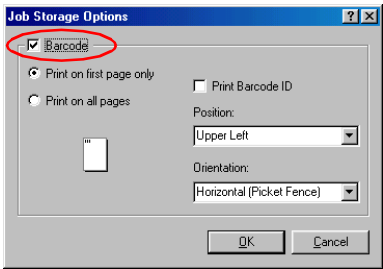 Job Storage Options
Barcode
Print on first page only
Print on all pages
Print Barcode ID
Position:
Upper Left
Orientation:
Horizontal (Picket Fence)
OK
Cancel